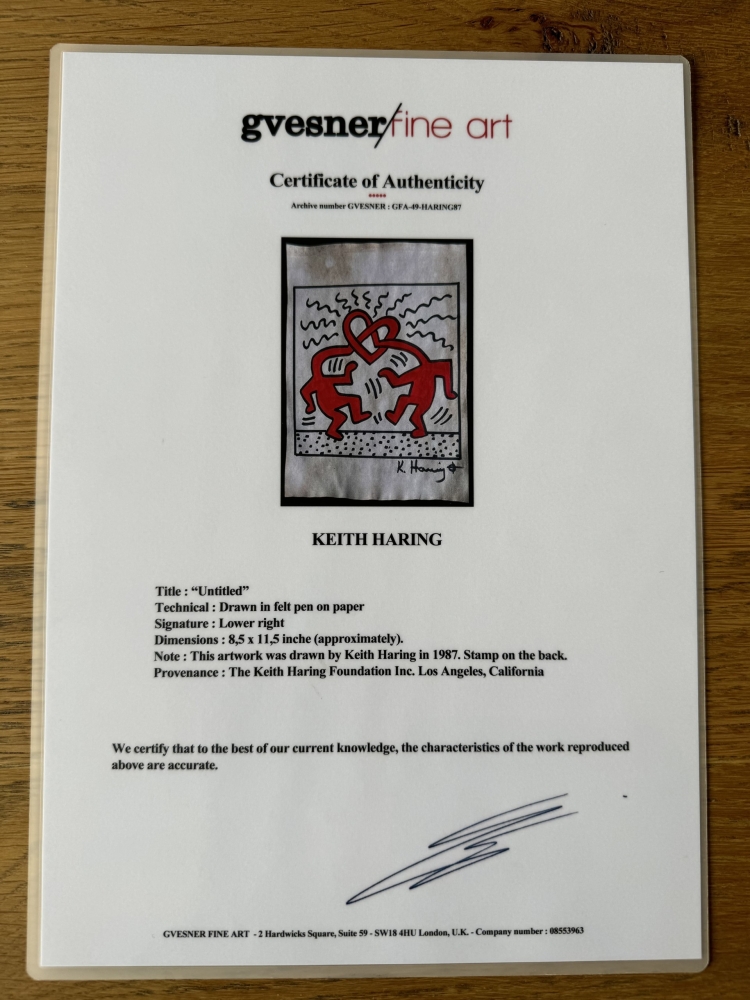 gvesner/fine art
Certificate of Authenticity
*****
Archive number GVESNER : GFA-49-HARING87
K. Haring
KEITH HARING
Title : “Untitled”
Technical : Drawn in felt pen on paper
Signature : Lower right
Dimensions : 8,5 x 11,5 inche (approximately).
Note : This artwork was drawn by Keith Haring in 1987. Stamp on the back.
Provenance : The Keith Haring Foundation Inc. Los Angeles, California
We certify that to the best of our current knowledge, the characteristics of the work reproduced
above are accurate.
GVESNER FINE ART - 2 Hardwicks Square, Suite 59 - SW18 4HU London, U.K. - Company number : 08553963